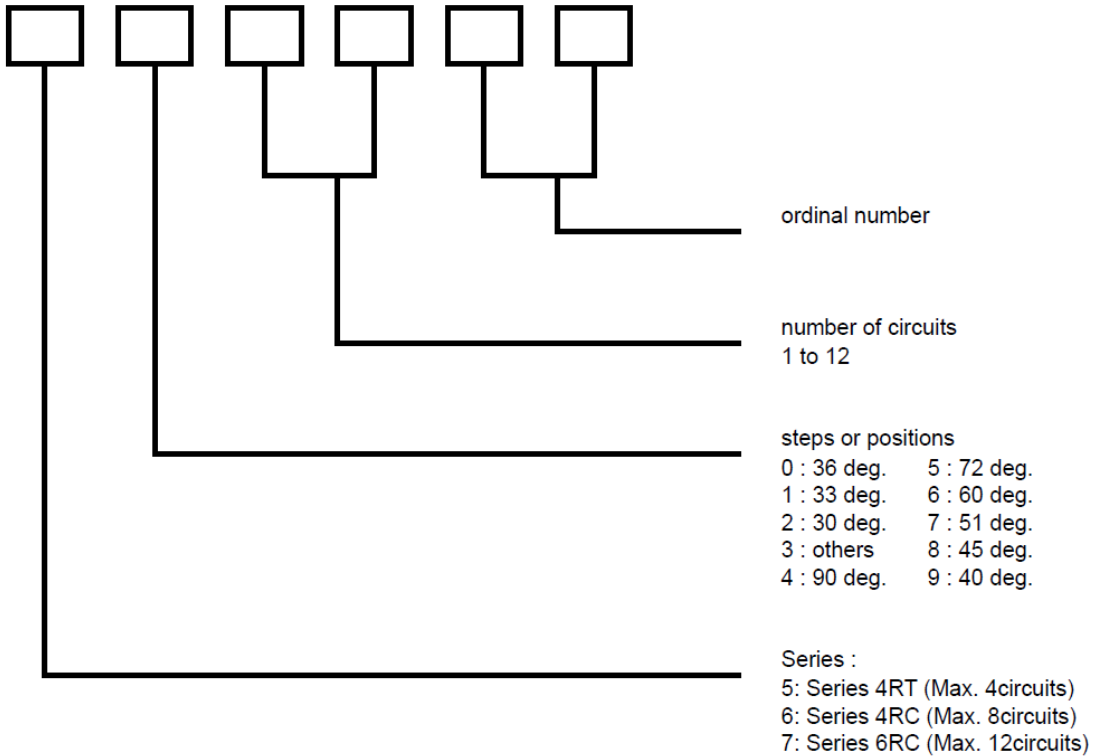 ordinal number
number of circuits
1 to 12
steps or positions
0 : 36 deg. 5 : 72 deg.
1 : 33 deg. 6 : 60 deg.
2 : 30 deg. 7 : 51 deg.
3 : others 8 : 45 deg.
4 : 90 deg. 9 : 40 deg.
Series :
5: Series 4RT (Max. 4circuits)
6: Series 4RC (Max. 8circuits)
7: Series 6RC (Max. 12circuits)